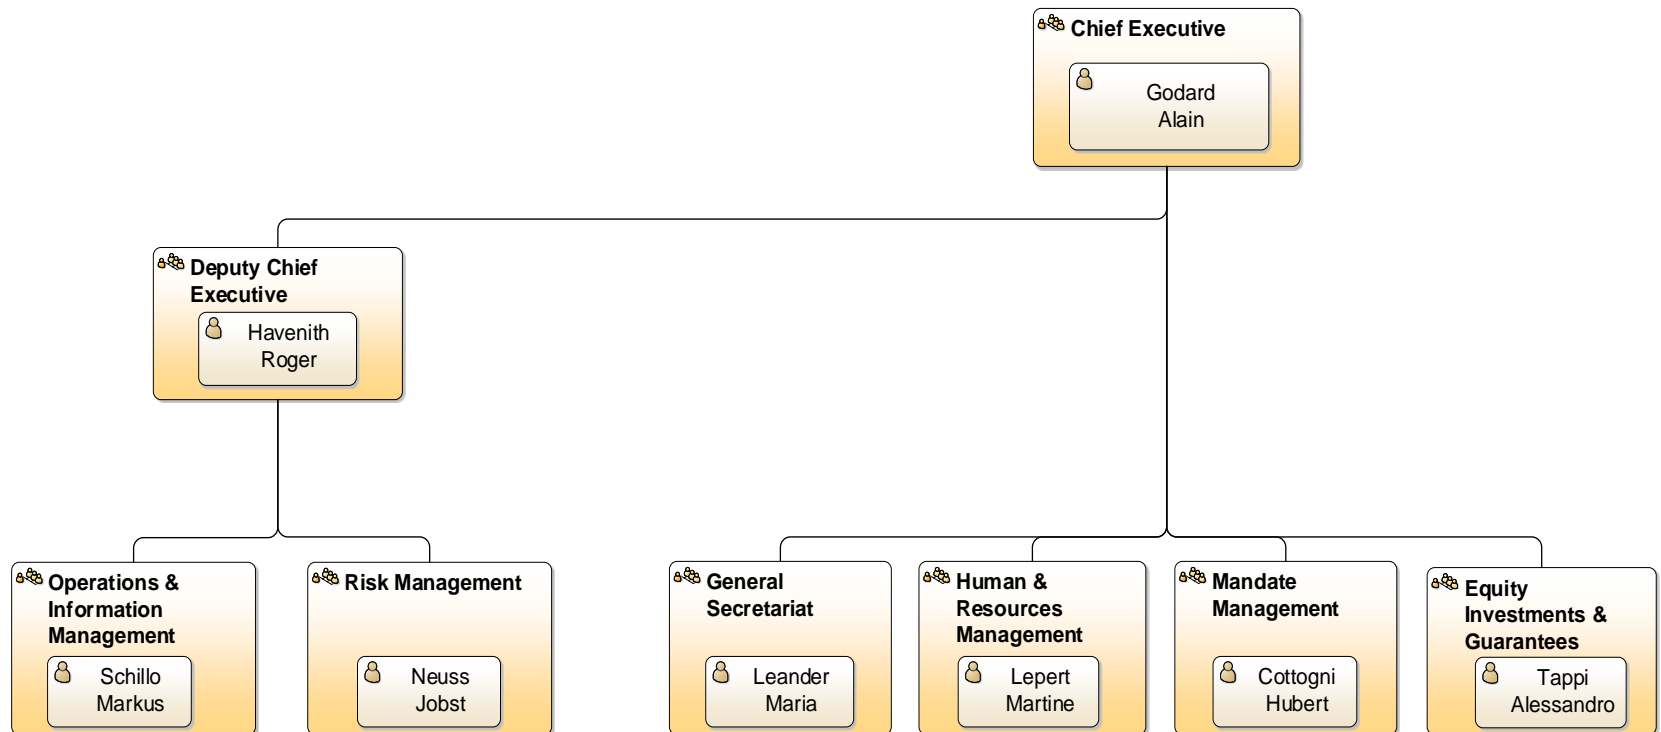 Chief Executive
Godard
Alain
Deputy Chief
Executive
Havenith
Roger
Operations &
Information
Management
Schillo
Markus
Risk Management
Neuss
Jobst
General
Secretariat
Leander
Maria
Human &
Resources
Management
Lepert
Martine
Mandate
Management
Cottogni
Hubert
Equity
Investments &
Guarantees
Tappi
Alessandro